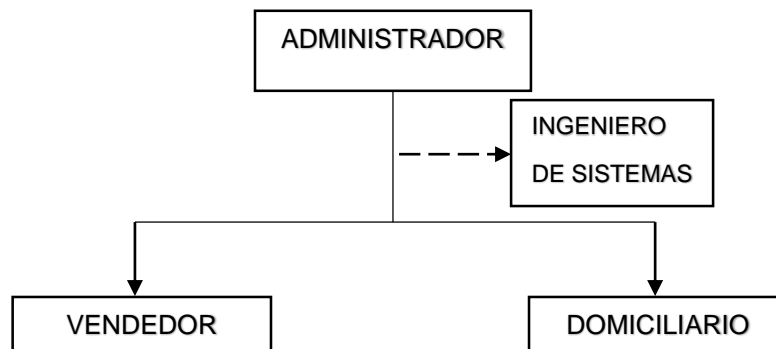 ADMINISTRADOR
INGENIERO
DE SISTEMAS
VENDEDOR
DOMICILIARIO